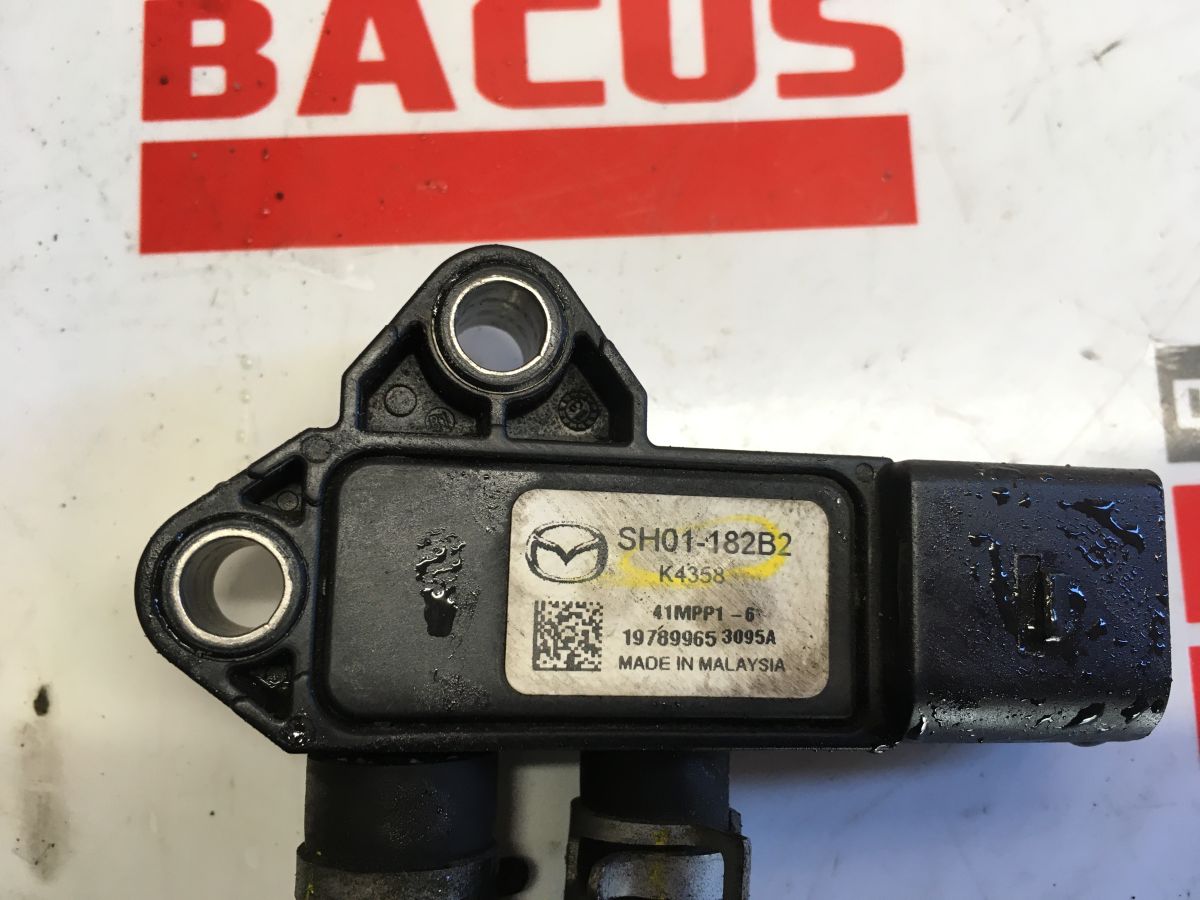 BACUS
SH01-182B2
K4358
41MPP1-6
19789965 3095A
MADE IN MALAYSIA